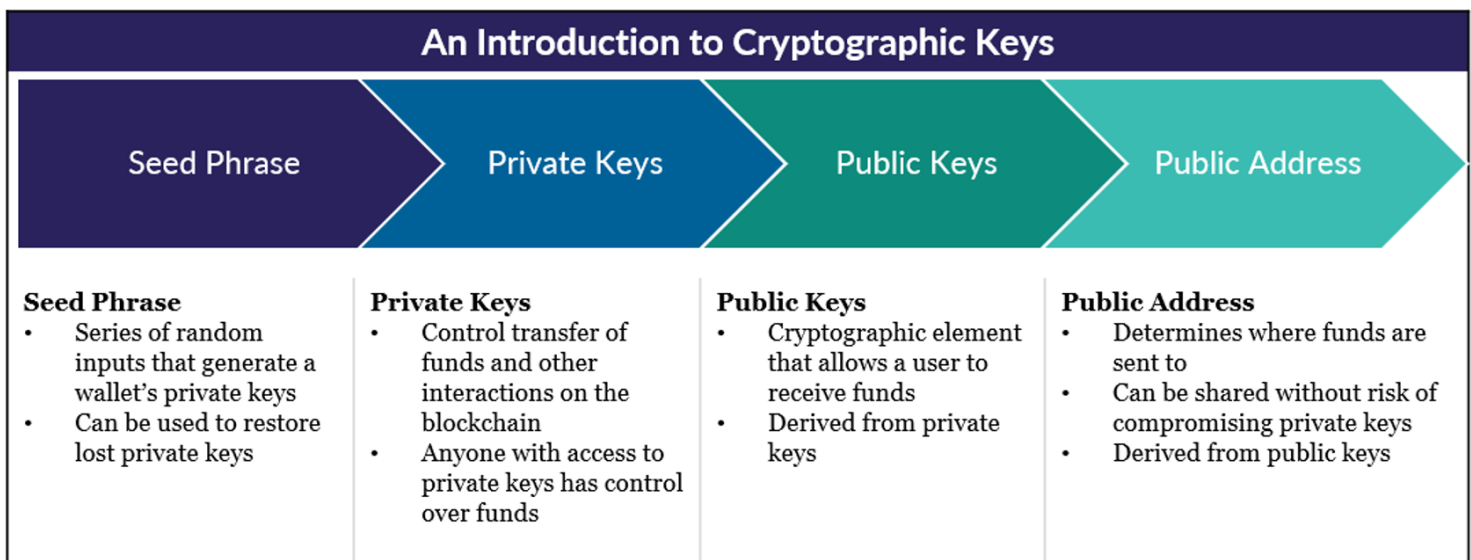 An Introduction to Cryptographic Keys
Seed Phrase
Private Keys
Public Keys
Public Address
Seed Phrase
• Series of random
inputs that generate a
wallet's private keys
• Can be used to restore
lost private keys
Private Keys
• Control transfer of
funds and other
interactions on the
blockchain
• Anyone with access to
private keys has control
over funds
Public Keys
• Cryptographic element
that allows a user to
receive funds
• Derived from private
keys
Public Address
• Determines where funds are
sent to
• Can be shared without risk of
compromising private keys
• Derived from public keys